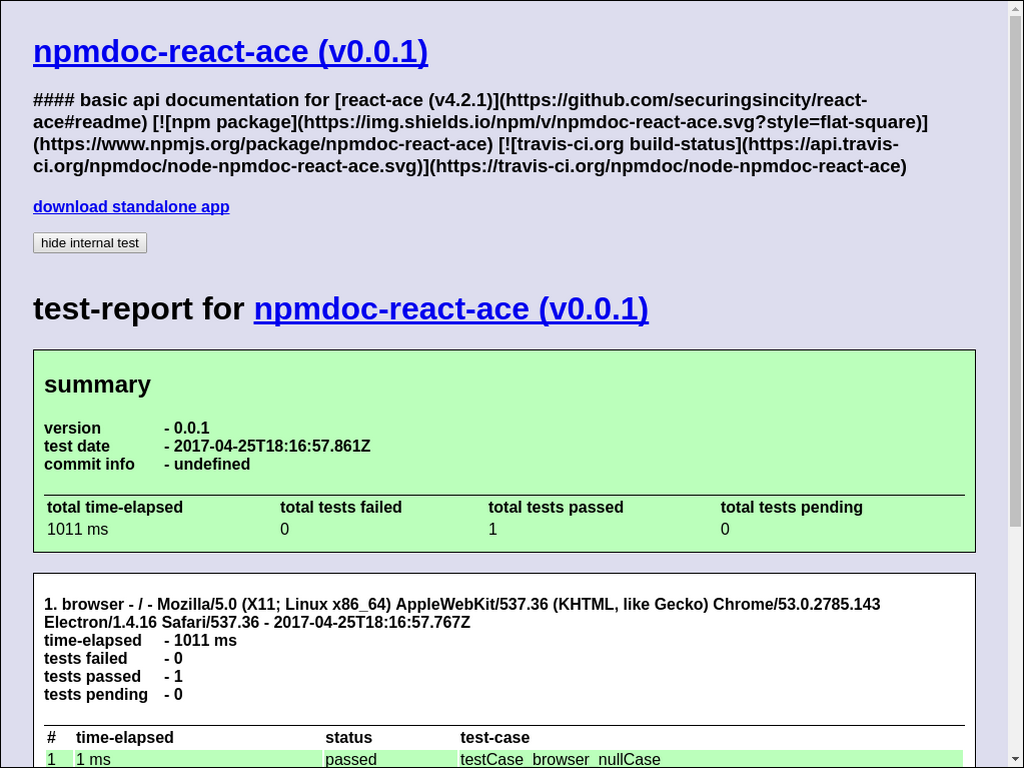 npmdoc-react-ace (v0.0.1)
#### basic api documentation for [react-ace (v4.2.1)](https://github.com/securingsincity/react-
ace#readme) [![npm package](https://img.shields.io/npm/v/npmdoc-react-ace.svg?style=flat-square)]
(https://www.npmjs.org/package/npmdoc-react-ace) [![travis-ci.org build-status](https://api.travis-
ci.org/npmdoc/node-npmdoc-react-ace.svg)](https://travis-ci.org/npmdoc/node-npmdoc-react-ace)
download standalone app
hide internal test
test-report for npmdoc-react-ace (v0.0.1)
summary
version - 0.0.1
test date - 2017-04-25T18:16:57.861Z
commit info - undefined
total time-elapsed total tests failed total tests passed total tests pending
1011 ms 0 1 0
1. browser - / - Mozilla/5.0 (X11; Linux x86_64) AppleWebKit/537.36 (KHTML, like Gecko) Chrome/53.0.2785.143
Electron/1.4.16 Safari/537.36 - 2017-04-25T18:16:57.767Z
time-elapsed - 1011 ms
tests failed - 0
tests passed - 1
tests pending - 0
# time-elapsed status test-case
1 1 ms passed testCase_browser_nullCase